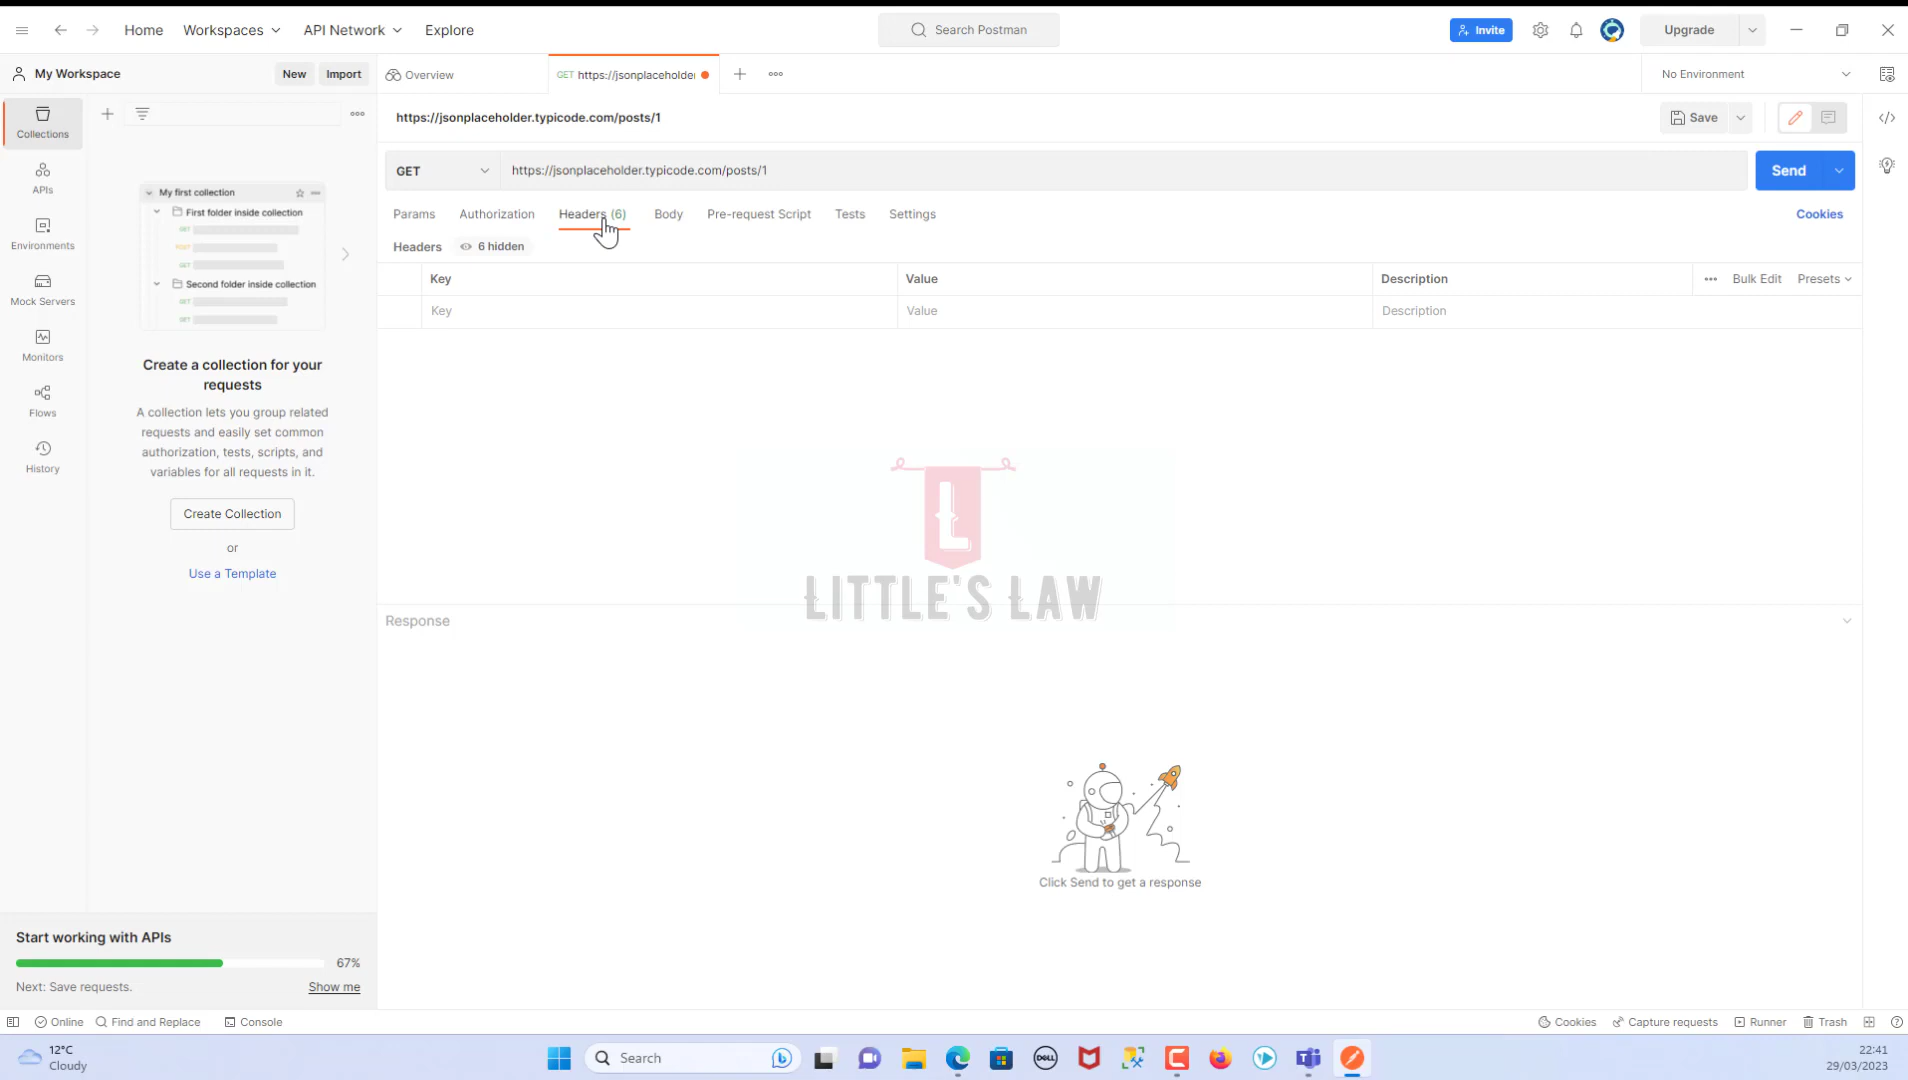 Home Workspaces API Network Explore Search Postman Invite Upgrade
My Workspace New Import Overview GET https://jsonplaceholder No Environment
Collections
APIs
Environments
Mock Servers
Monitors
Flows
History
My first collection
First folder inside collection
GET
POST
GET
Second folder inside collection
GET
GET
Create a collection for your
requests
A collection lets you group related
requests and easily set common
authorization, tests, scripts, and
variables for all requests in it.
Create Collection
or
Use a Template
Start working with APIs
67%
Next: Save requests. Show me
https://jsonplaceholder.typicode.com/posts/1 Save
GET https://jsonplaceholder.typicode.com/posts/1 Send
Params Authorization Headers (6) Body Pre-request Script Tests Settings Cookies
Headers 6 hidden
Key Value Description Bulk Edit Presets
Key Value Description
L
LITTLE'S LAW
Response
Click Send to get a response
Online Find and Replace Console Cookies Capture requests Runner Trash
12°C
Cloudy
Search
DELL
22:41
29/03/2023